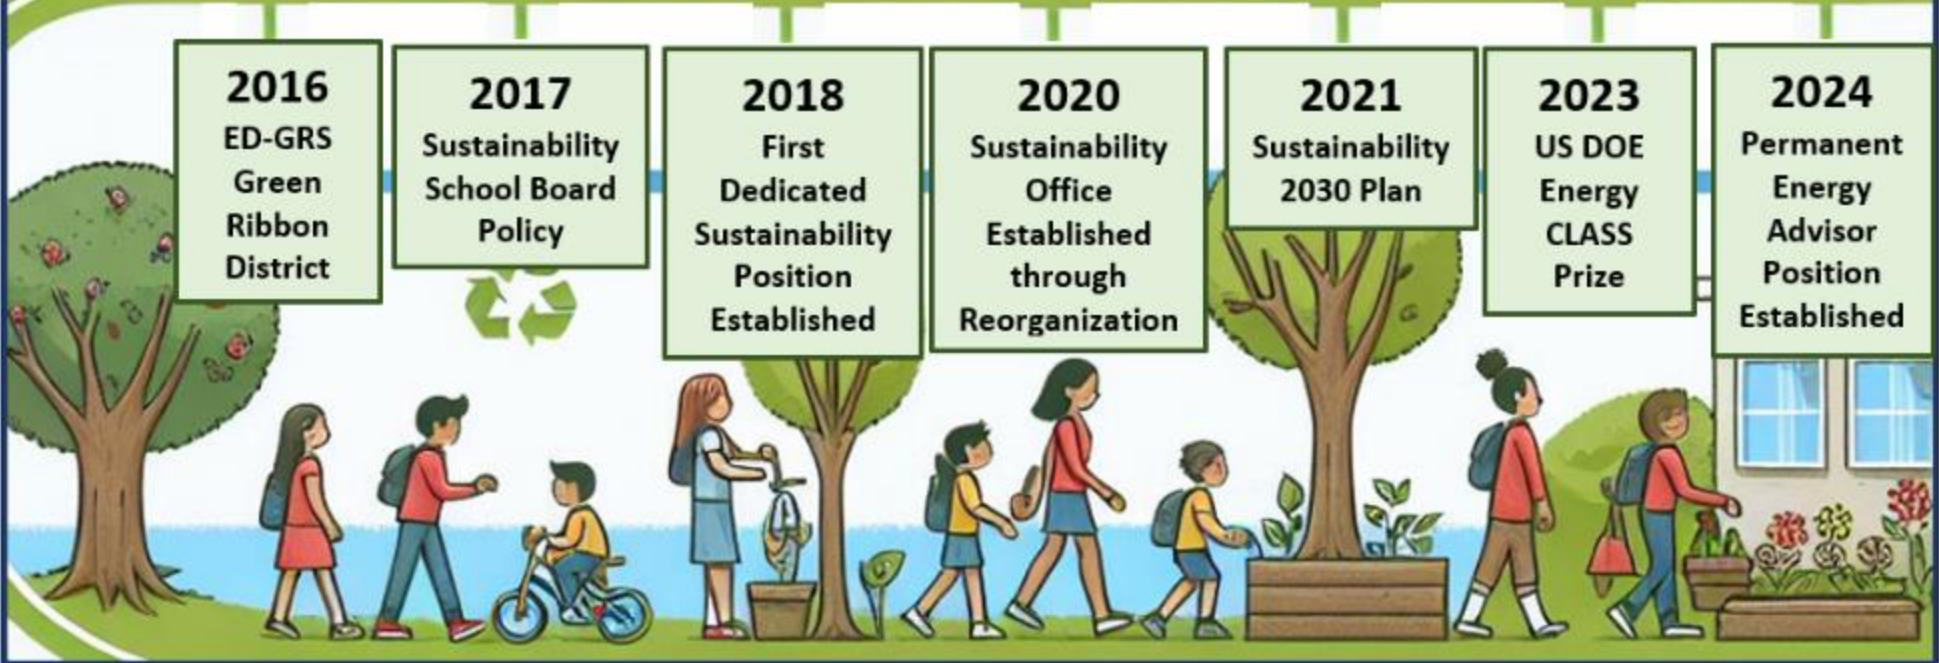 2016
ED-GRS
Green
Ribbon
District
2017
Sustainability
School Board
Policy
2018
First
Dedicated
Sustainability
Position
Established
2020
Sustainability
Office
Established
through
Reorganization
2021
Sustainability
2030 Plan
2023
US DOE
Energy
CLASS
Prize
2024
Permanent
Energy
Advisor
Position
Established